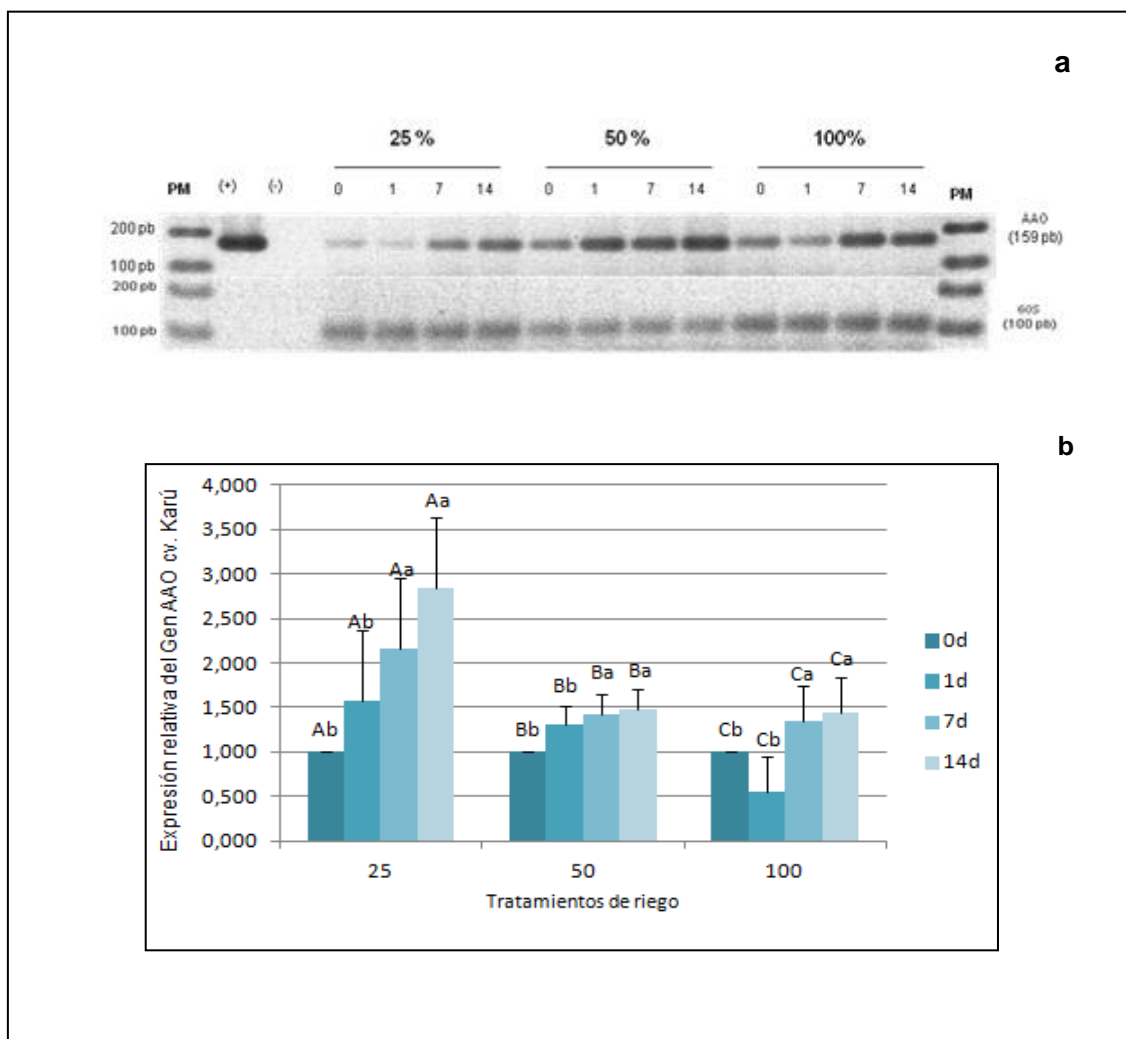 a
25 % 50 % 100%
PM (+) (-) 0 1 7 14 0 1 7 14 0 1 7 14 PM
200 pb
100 pb
200 pb
100 pb
AAO
(159 pb)
60S
(100 pb)
b
Expresión relativa del Gen AAO cv. Karú
4,000
3,500
3,000
2,500
2,000
1,500
1,000
0,500
0,000
Ab Ab Aa Aa
Bb Bb Ba Ba
Cb Cb Ca Ca
25 50 100
Tratamientos de riego
0d
1d
7d
14d